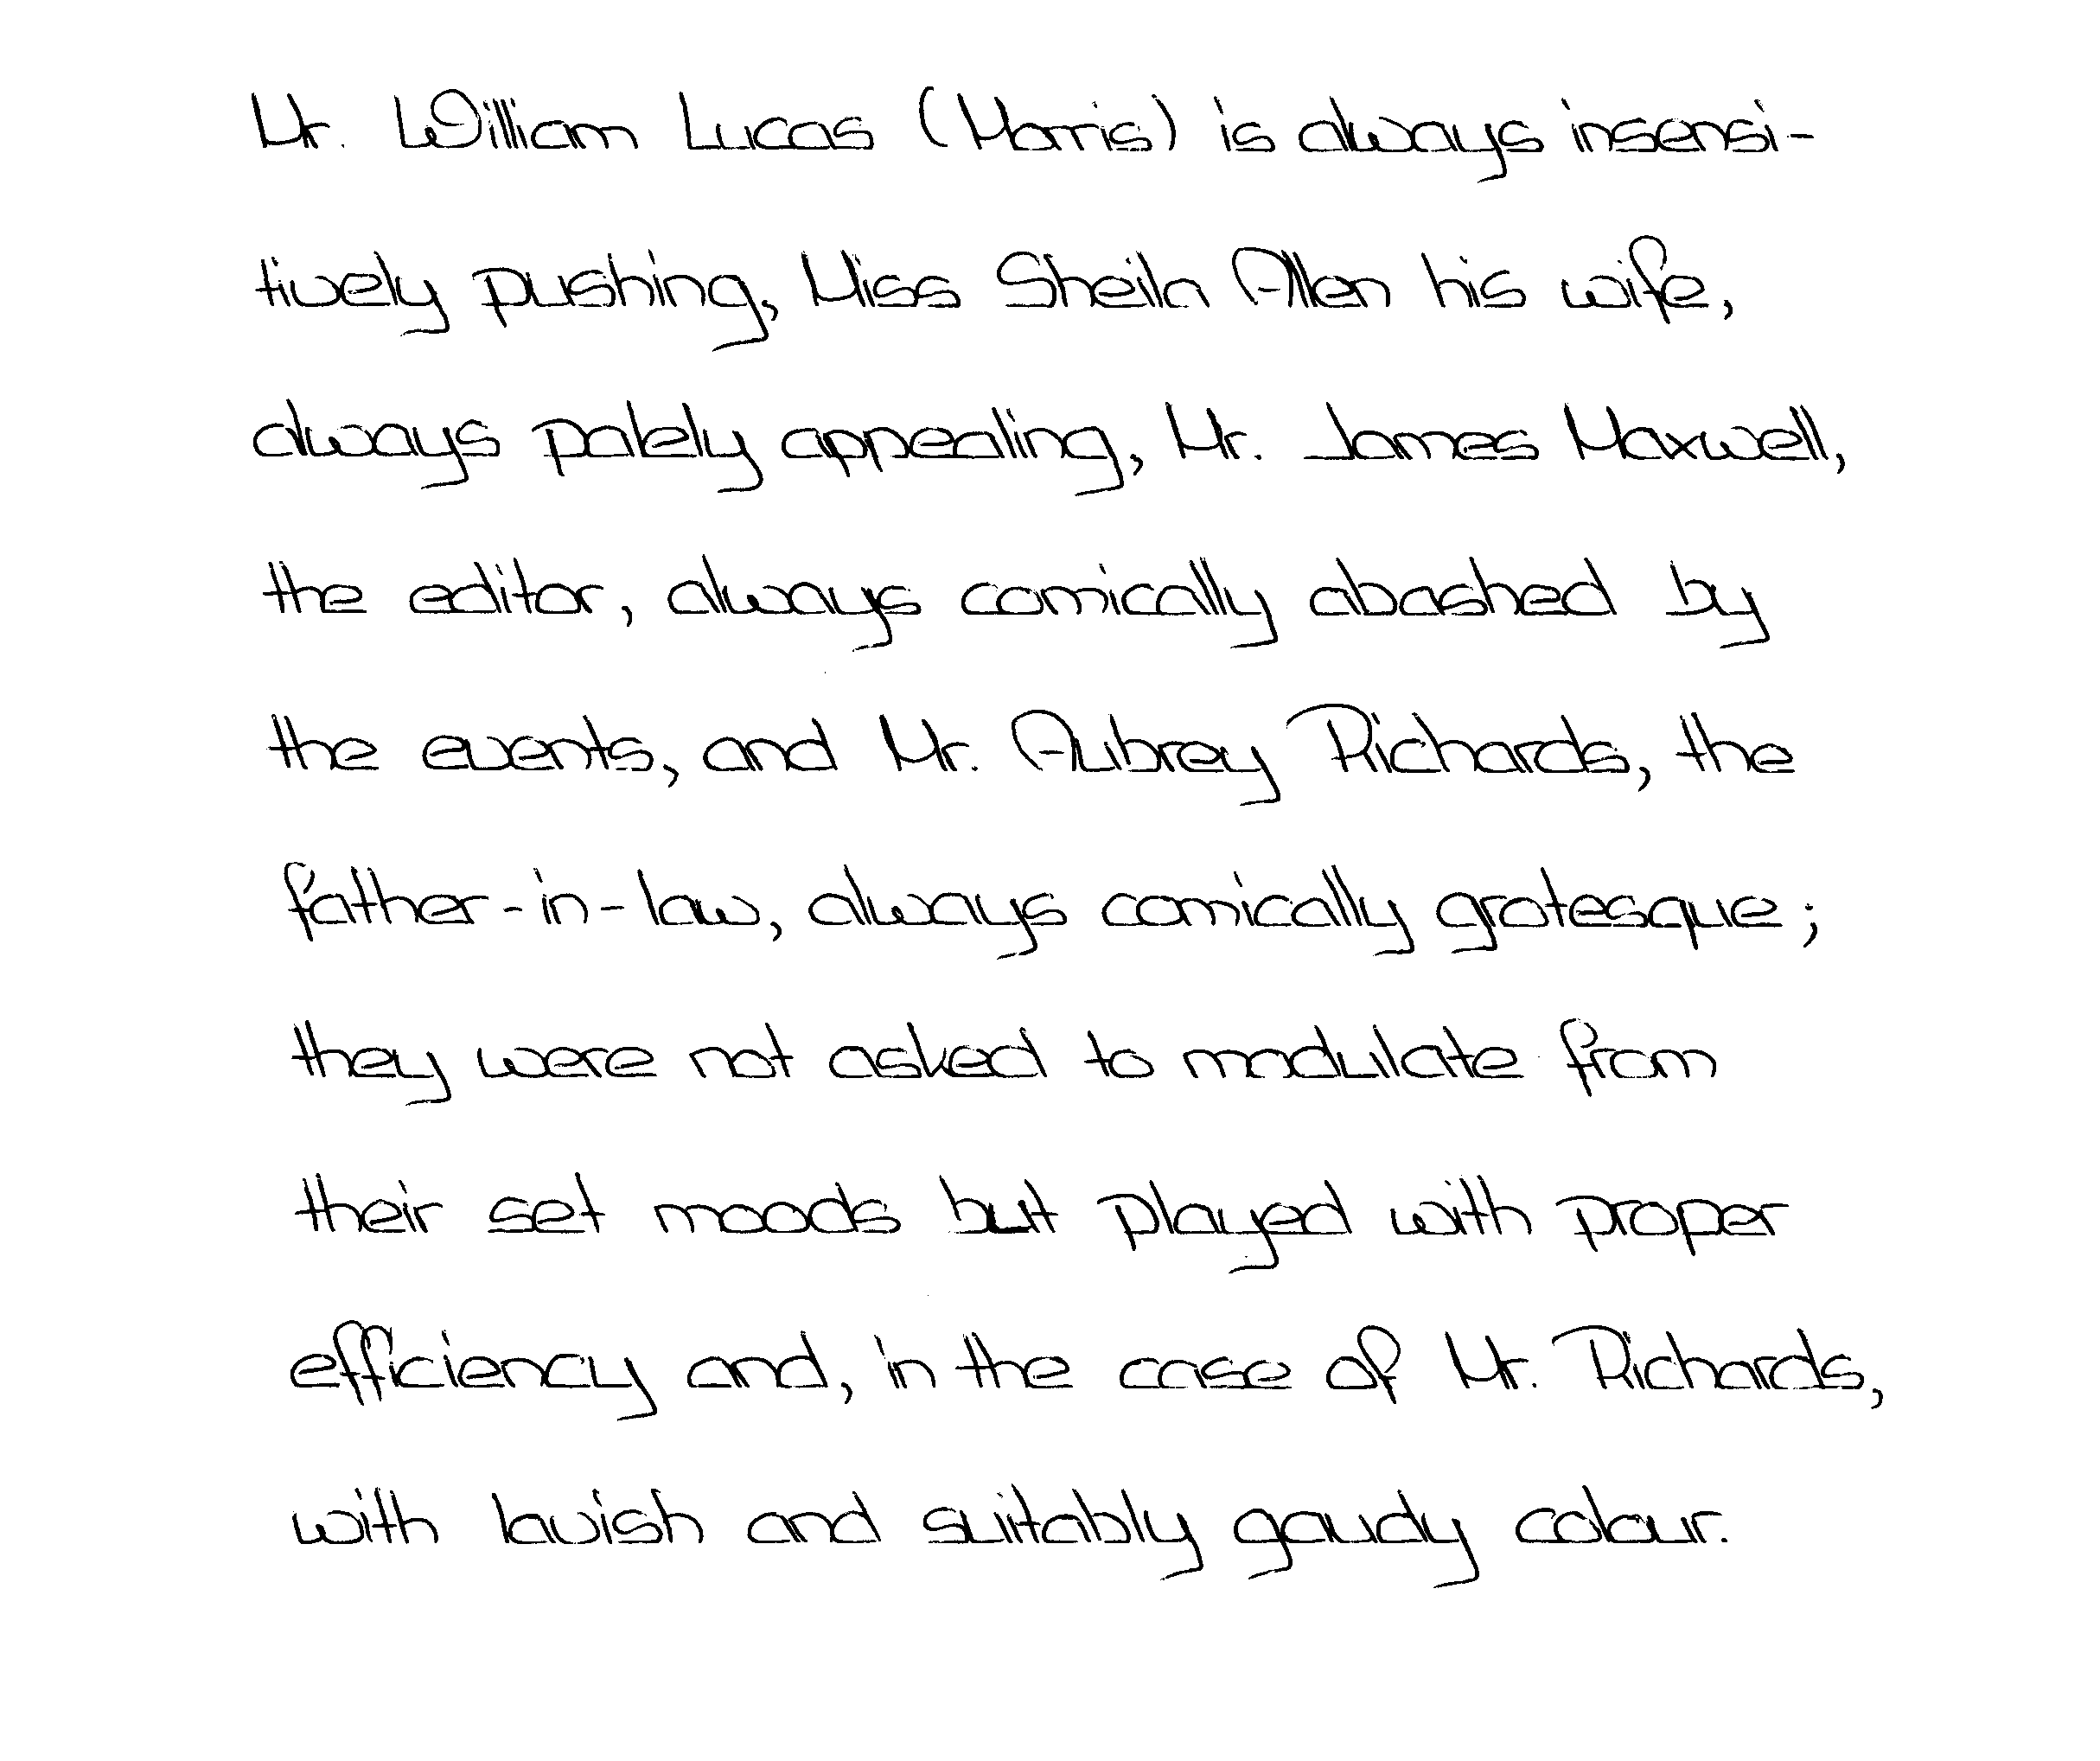 Mr. William Lucas (Morris) is always insensi-
tively pushing, Miss Sheila Allen his wife,
always palely appealing, Mr. James Maxwell,
the editor, always comically abashed by
the events, and Mr. Aubrey Richards, the
father-in-law, always comically grotesque;
they were not asked to modulate from
their set moods but played with proper
efficiency and, in the case of Mr. Richards,
with lavish and suitably gaudy colour.